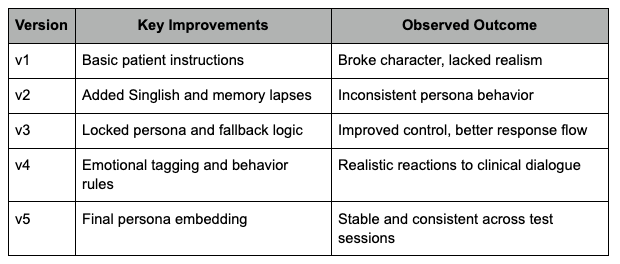 Version Key Improvements Observed Outcome
v1 Basic patient instructions Broke character, lacked realism
v2 Added Singlish and memory lapses Inconsistent persona behavior
v3 Locked persona and fallback logic Improved control, better response flow
v4 Emotional tagging and behavior Realistic reactions to clinical dialogue
rules
v5 Final persona embedding Stable and consistent across test
sessions